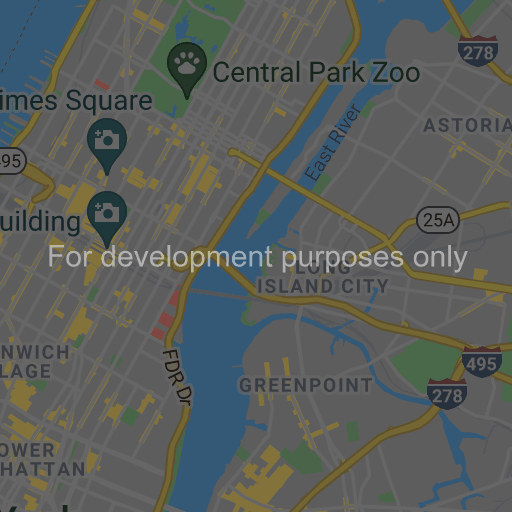 278
Central Park Zoo
imes Square
ASTORIA
East River
495
25A
uilding
For development purposes only
LONG
ISLAND CITY
ENWICH
LAGE
FDR Dr
495
GREENPOINT
278
OWER
HATTAN